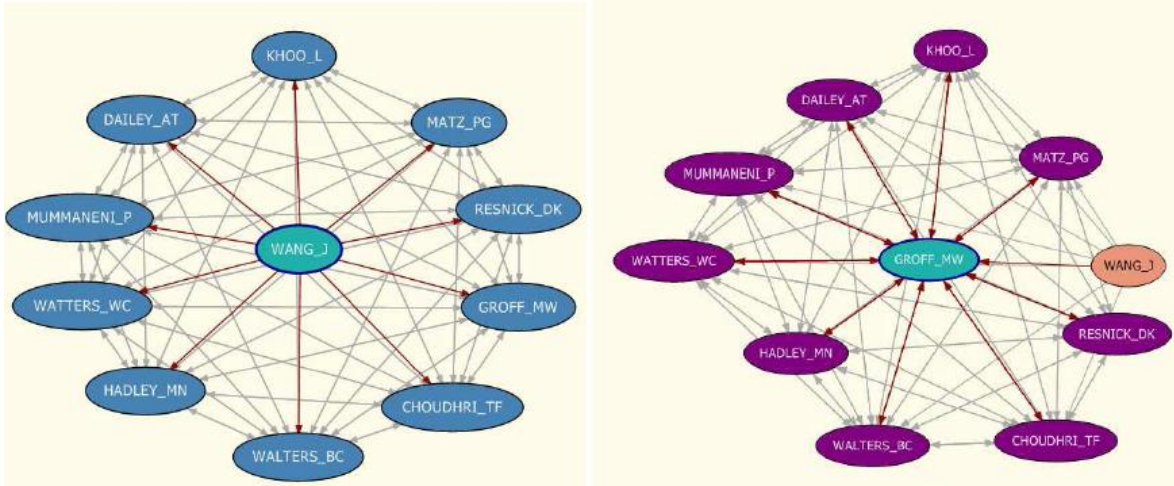 KHOO_L
DAILY_AT
MATZ_PG
MUMMANENI_P
RESNICK_DK
WANG_J
WATTERS_WC
GROFF_MW
HADLEY_MN
CHOUDHRI_TF
WALTERS_BC
KHOO_L
DAILEY_AT
MATZ_PG
MUMMANENI_P
WATTERS_WC
GROFF_MW
WANG_J
RESNICK_DK
HADLEY_MN
CHOUDHRI_TF
WALTERS_BC